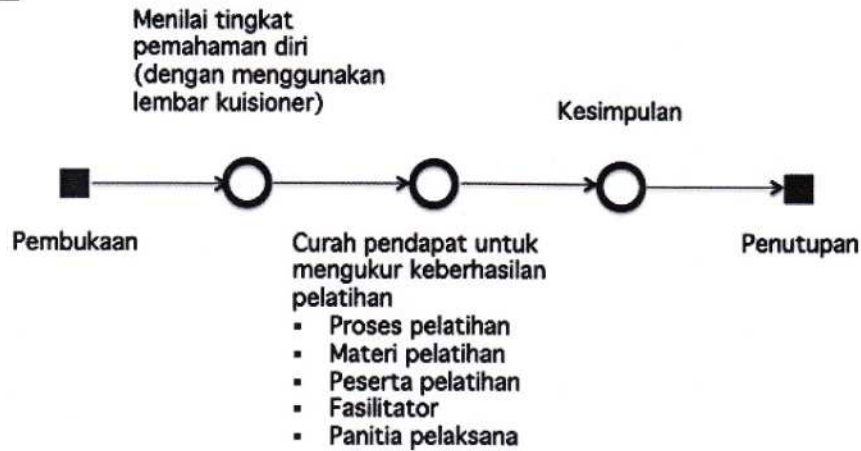 Menilai tingkat
pemahaman diri
(dengan menggunakan
lembar kuisioner)
Kesimpulan
Pembukaan
Curah pendapat untuk
mengukur keberhasilan
pelatihan
▪ Proses pelatihan
▪ Materi pelatihan
▪ Peserta pelatihan
▪ Fasilitator
▪ Panitia pelaksana
Penutupan